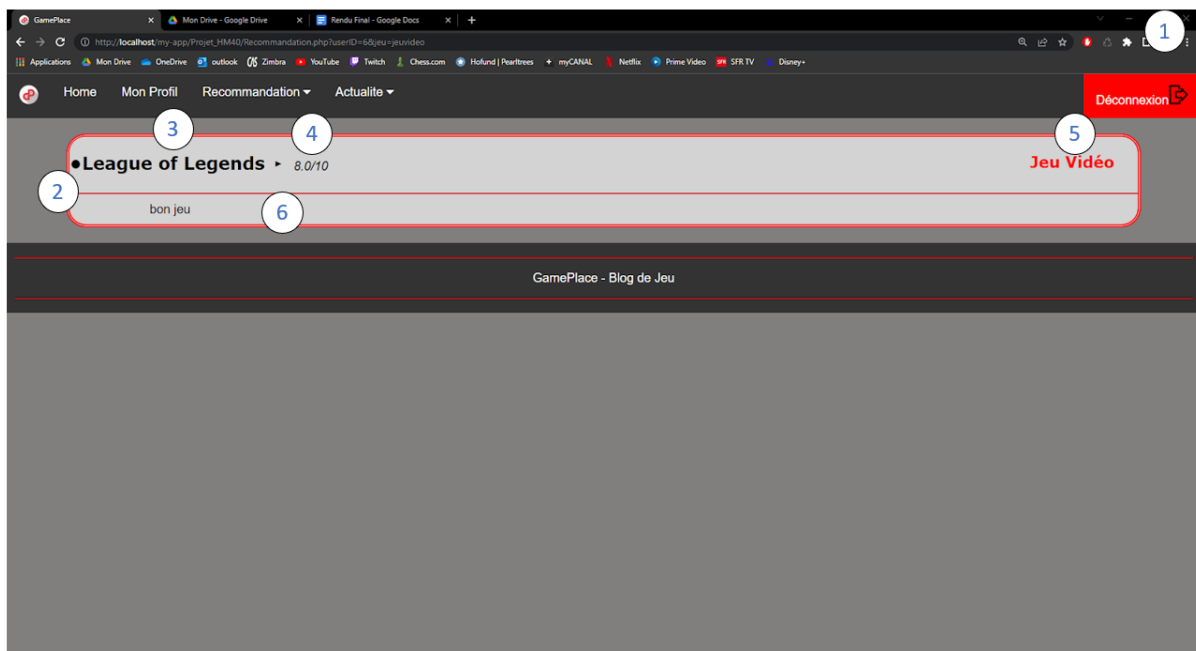 GamePlace Mon Drive - Google Drive Rendu Final - Google Docs
1
http://localhost/my-app/Projet_HM40/Recommandation.php?userID=6&jeu=jeuvideo
Applications Mon Drive OneDrive outlook Zimbra YouTube Twitch Chess.com Hofund | Pearltrees myCANAL Netflix Prime Video SFR TV Disney+
Home Mon Profil Recommandation Actualite Déconnexion
3 4 5
•League of Legends ‣ 8.0/10 Jeu Vidéo
2
bon jeu 6
GamePlace - Blog de Jeu